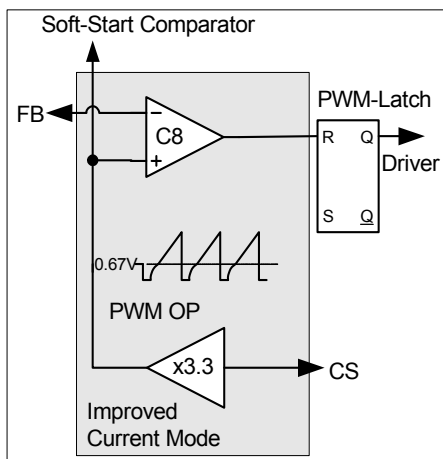 Soft-Start Comparator
FB
−
C8
+
PWM-Latch
R Q
Driver
S Q
0.67V
PWM OP
x3.3
CS
Improved
Current Mode